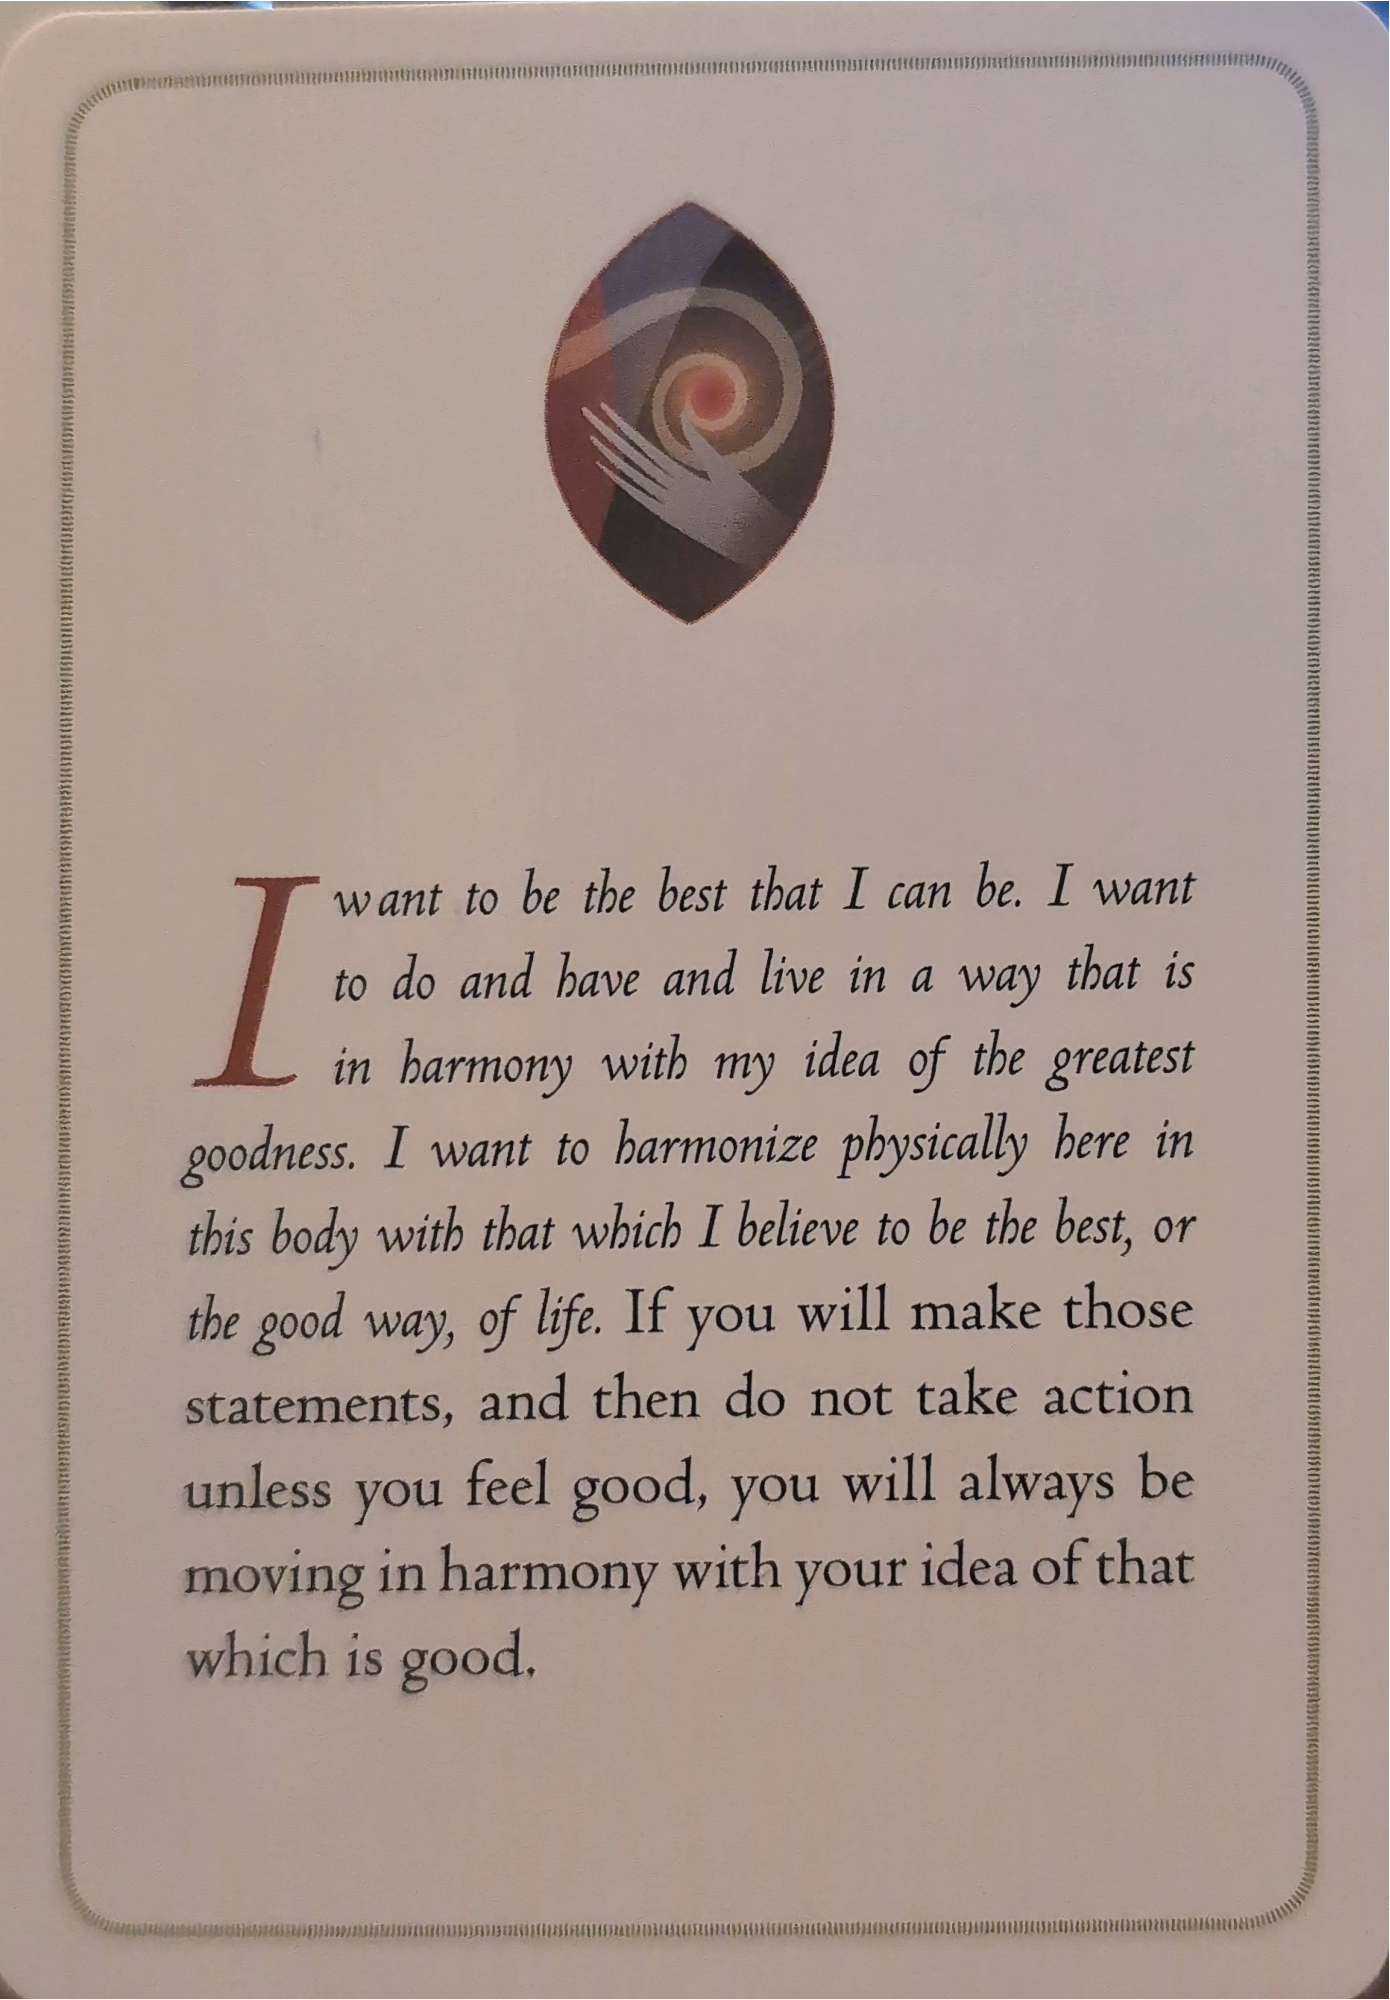 I want to be the best that I can be. I want
to do and have and live in a way that is
in harmony with my idea of the greatest
goodness. I want to harmonize physically here in
this body with that which I believe to be the best, or
the good way, of life. If you will make those
statements, and then do not take action
unless you feel good, you will always be
moving in harmony with your idea of that
which is good.